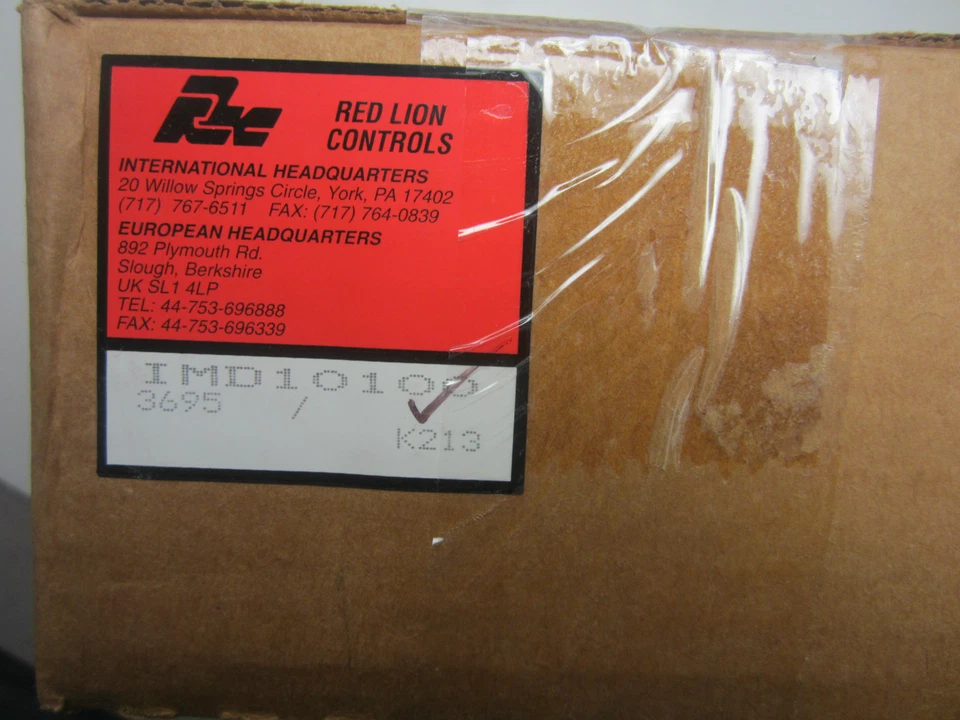 RLC
RED LION
CONTROLS
INTERNATIONAL HEADQUARTERS
20 Willow Springs Circle, York, PA 17402
(717) 767-6511 FAX: (717) 764-0839
EUROPEAN HEADQUARTERS
892 Plymouth Rd.
Slough, Berkshire
UK SL1 4LP
TEL: 44-753-696888
FAX: 44-753-696339
IMD10100
3695 /
K213